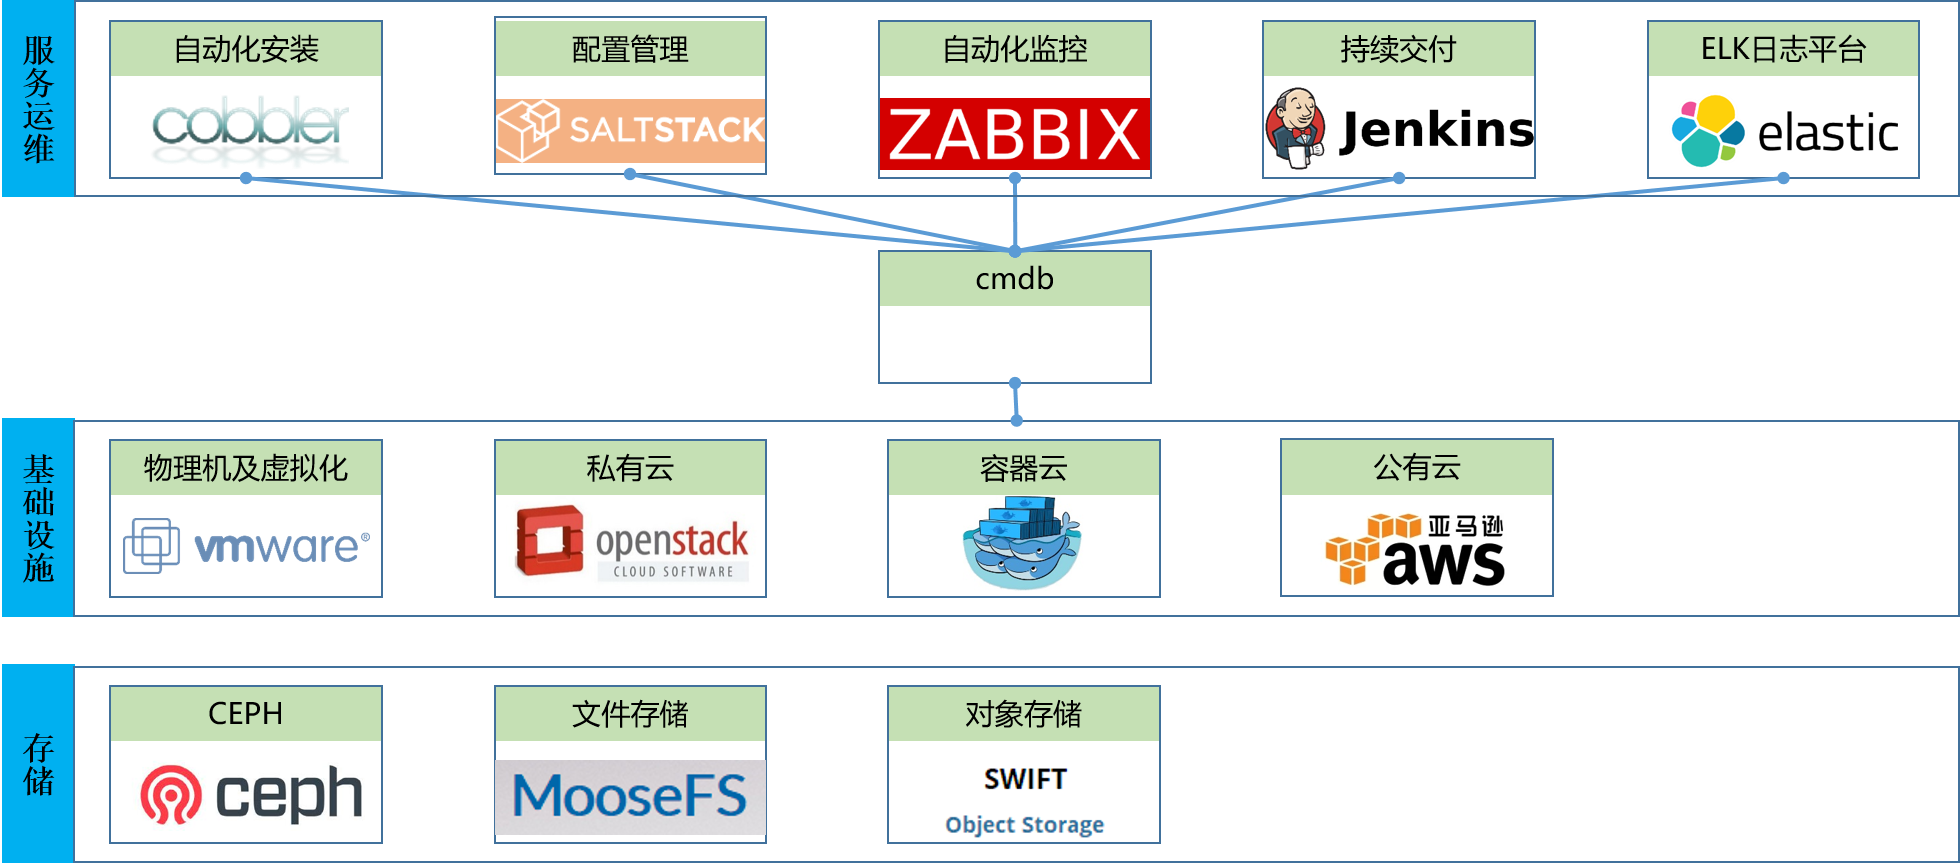 服务运维
自动化安装
cobbler
配置管理
SALTSTACK
自动化监控
ZABBIX
持续交付
Jenkins
ELK日志平台
elastic
cmdb
基础设施
物理机及虚拟化
vmware®
私有云
openstack
CLOUD SOFTWARE
容器云
公有云
亚马逊
aws
存储
CEPH
ceph
文件存储
MooseFS
对象存储
SWIFT
Object Storage